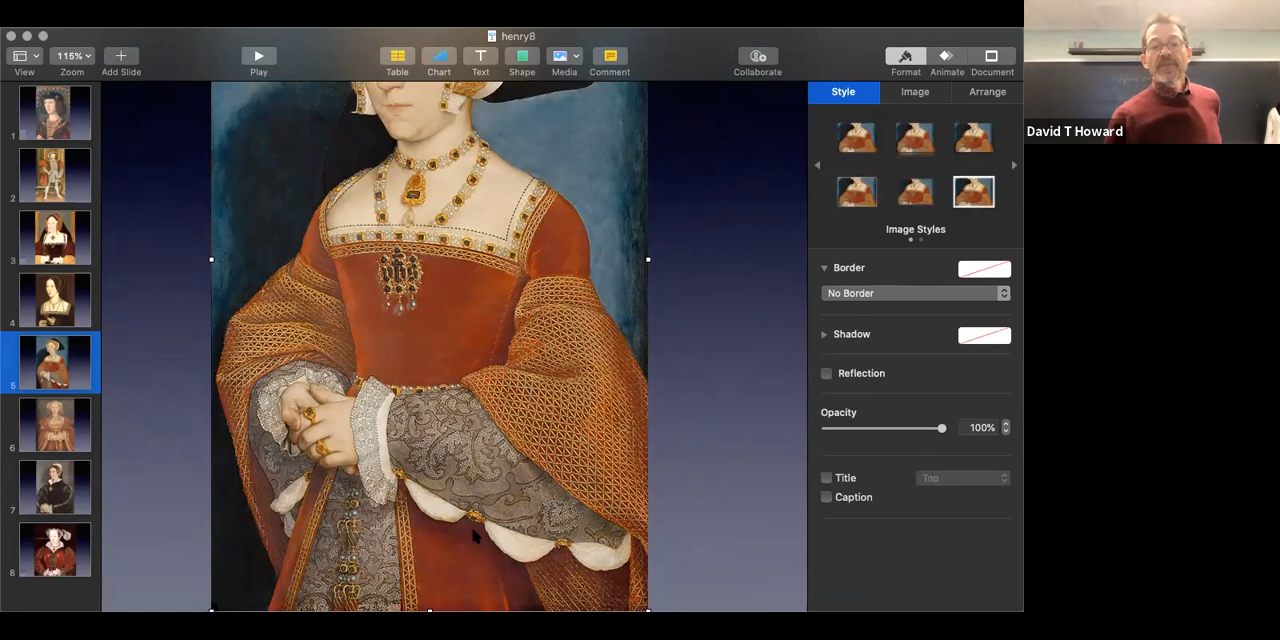 henry8
115%
View
Zoom
Add Slide
Play
Table
Chart
Text
Shape
Media
Comment
Collaborate
Format
Animate
Document
1
2
3
4
5
6
7
8
Style
Image
Arrange
Image Styles
Border
No Border
Shadow
Reflection
Opacity
100%
Title
Top
Caption
David T Howard